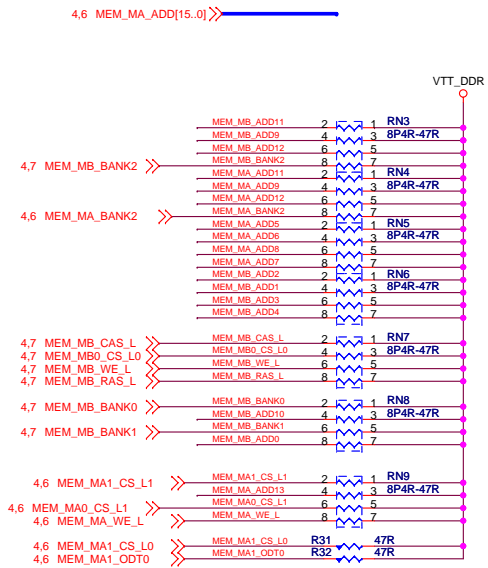 4,6 MEM_MA_ADD[15..0]
VTT_DDR
MEM_MB_ADD11 2 1 RN3
MEM_MB_ADD9 4 3 8P4R-47R
MEM_MB_ADD12 6 5
4,7 MEM_MB_BANK2 MEM_MB_BANK2 8 7
MEM_MA_ADD11 2 1 RN4
MEM_MA_ADD9 4 3 8P4R-47R
MEM_MA_ADD12 6 5
4,6 MEM_MA_BANK2 MEM_MA_BANK2 8 7
MEM_MA_ADD5 2 1 RN5
MEM_MA_ADD6 4 3 8P4R-47R
MEM_MA_ADD8 6 5
MEM_MA_ADD7 8 7
MEM_MB_ADD2 2 1 RN6
MEM_MB_ADD1 4 3 8P4R-47R
MEM_MB_ADD3 6 5
MEM_MB_ADD4 8 7
4,7 MEM_MB_CAS_L MEM_MB_CAS_L 2 1 RN7
4,7 MEM_MB0_CS_L0 MEM_MB0_CS_L0 4 3 8P4R-47R
4,7 MEM_MB_WE_L MEM_MB_WE_L 6 5
4,7 MEM_MB_RAS_L MEM_MB_RAS_L 8 7
4,7 MEM_MB_BANK0 MEM_MB_BANK0 2 1 RN8
MEM_MB_ADD10 4 3 8P4R-47R
4,7 MEM_MB_BANK1 MEM_MB_BANK1 6 5
MEM_MB_ADD0 8 7
4,6 MEM_MA1_CS_L1 MEM_MA1_CS_L1 2 1 RN9
MEM_MA_ADD13 4 3 8P4R-47R
4,6 MEM_MA0_CS_L1 MEM_MA0_CS_L1 6 5
4,6 MEM_MA_WE_L MEM_MA_WE_L 8 7
4,6 MEM_MA1_CS_L0 MEM_MA1_CS_L0 R31 47R
4,6 MEM_MA1_ODT0 MEM_MA1_ODT0 R32 47R